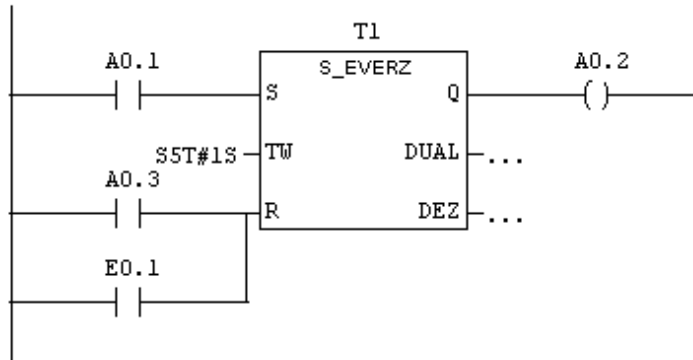 T1
A0.1
S_EVERZ
A0.2
S
Q
S5T#1S
TW
DUAL
...
A0.3
R
DEZ
...
E0.1